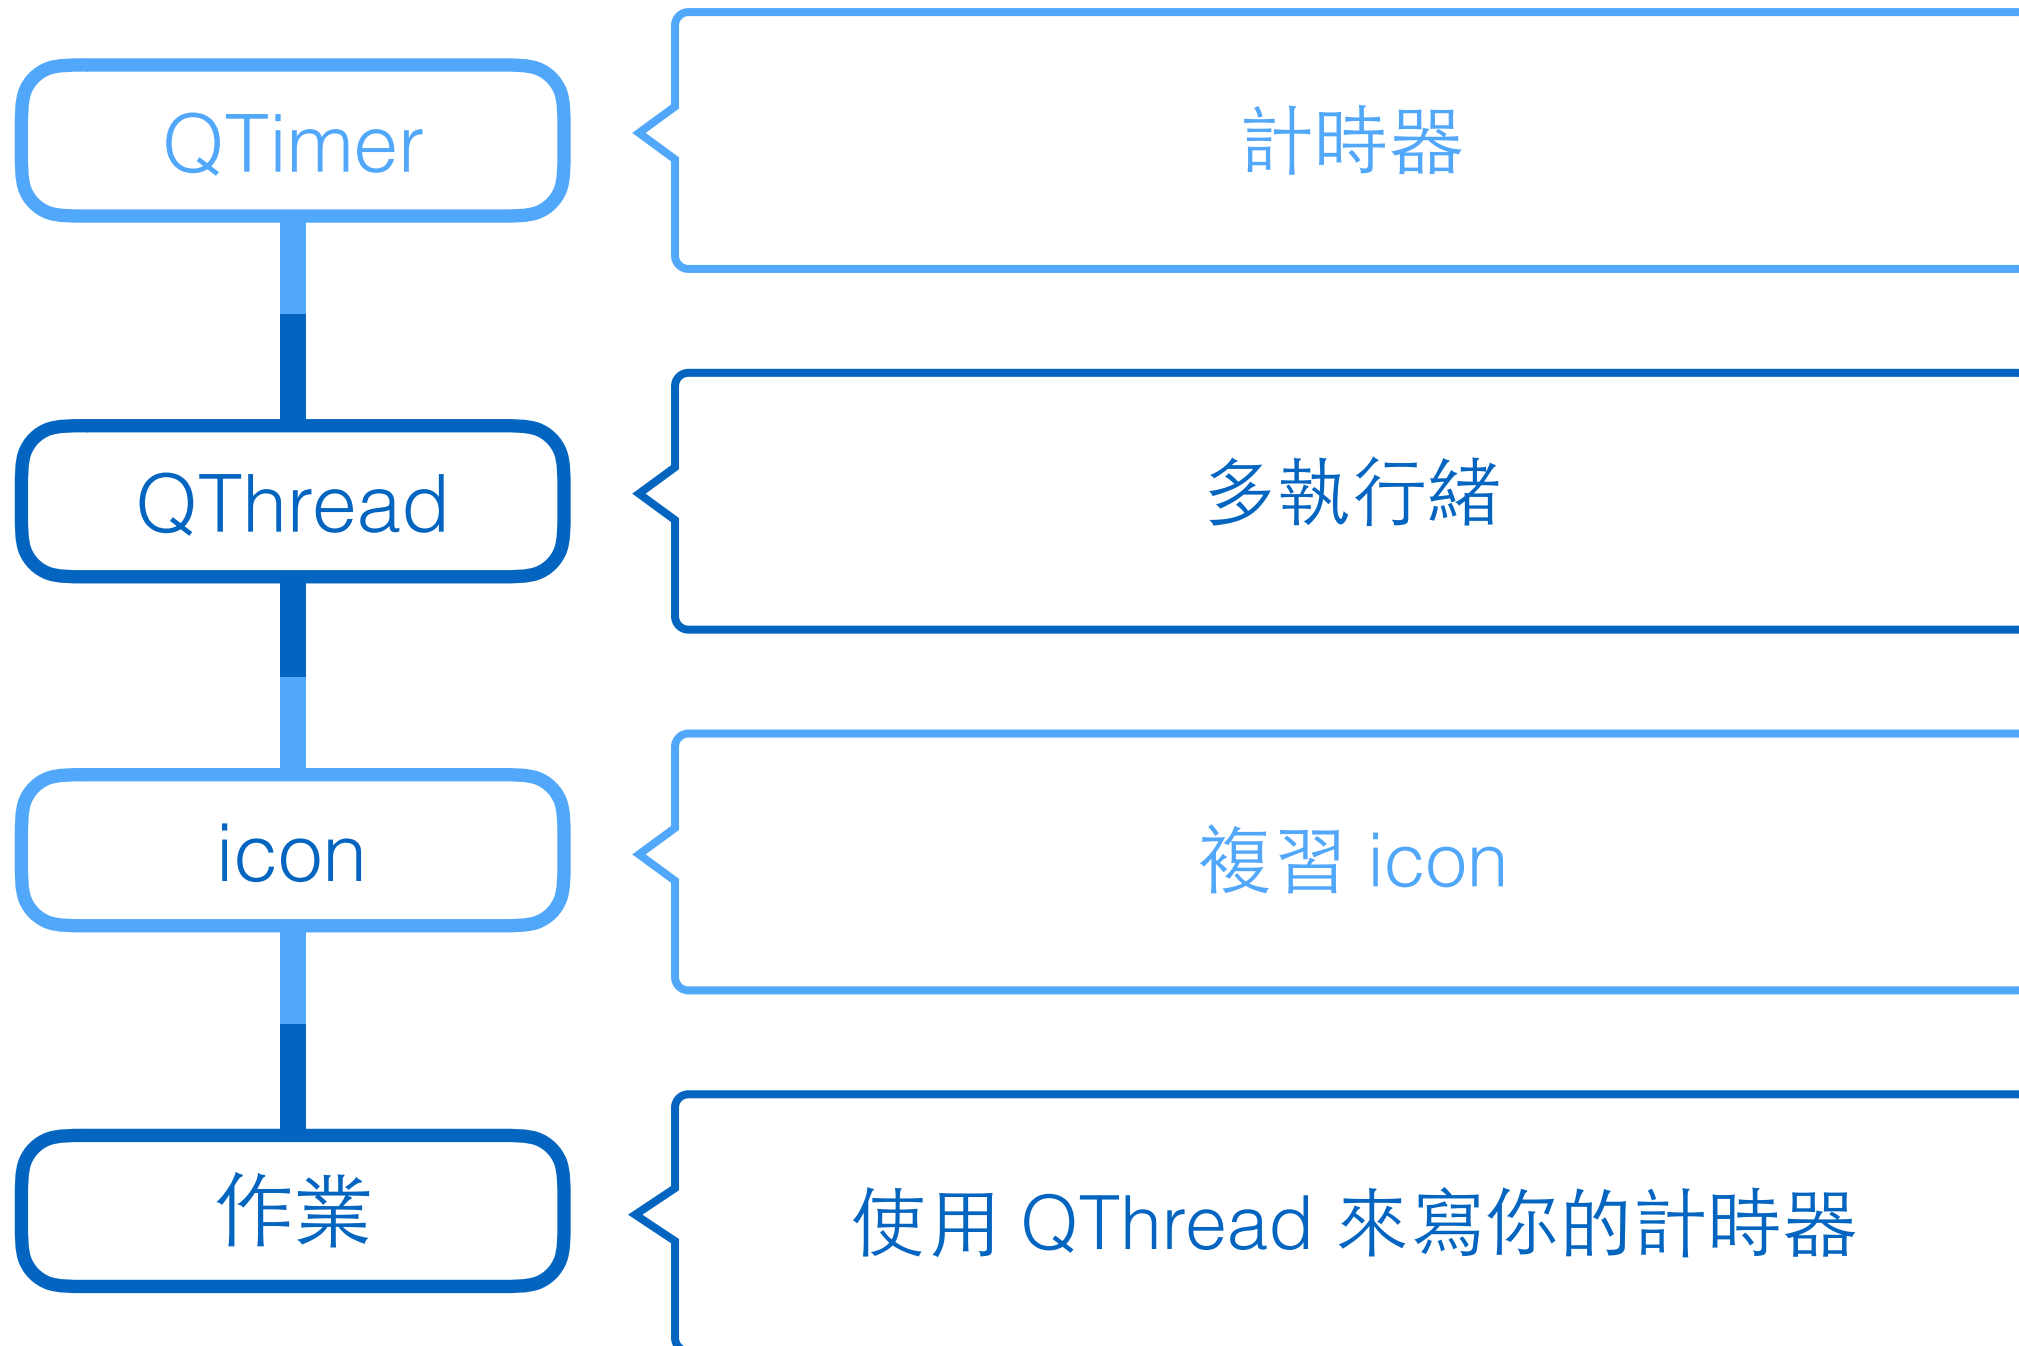 QTimer
計時器
QThread
多執行緒
icon
複習 icon
作業
使用 QThread 來寫你的計時器